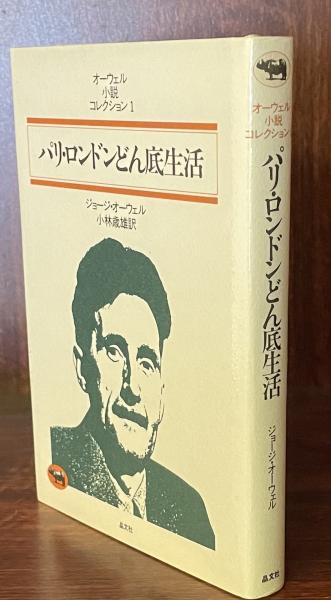 オーウェル
小説
コレクション1
パリ・ロンドンどん底生活
ジョージ・オーウェル
小林歳雄訳
晶文社
オーウェル
小説
コレクション
パリ・ロンドンどん底生活
ジョージ・オーウェル
晶文社